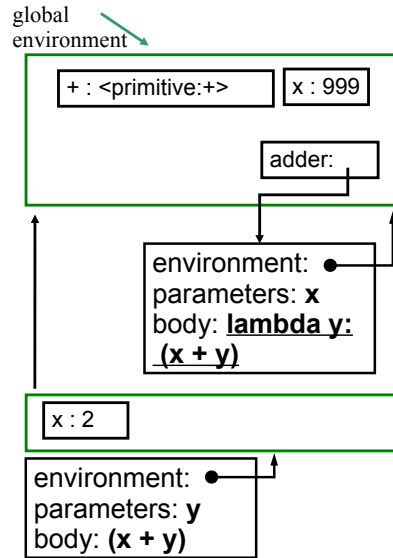 global
environment
+ : <primitive:+>
x : 999
adder:
environment:
parameters: x
body: lambda y:
(x + y)
x : 2
environment:
parameters: y
body: (x + y)